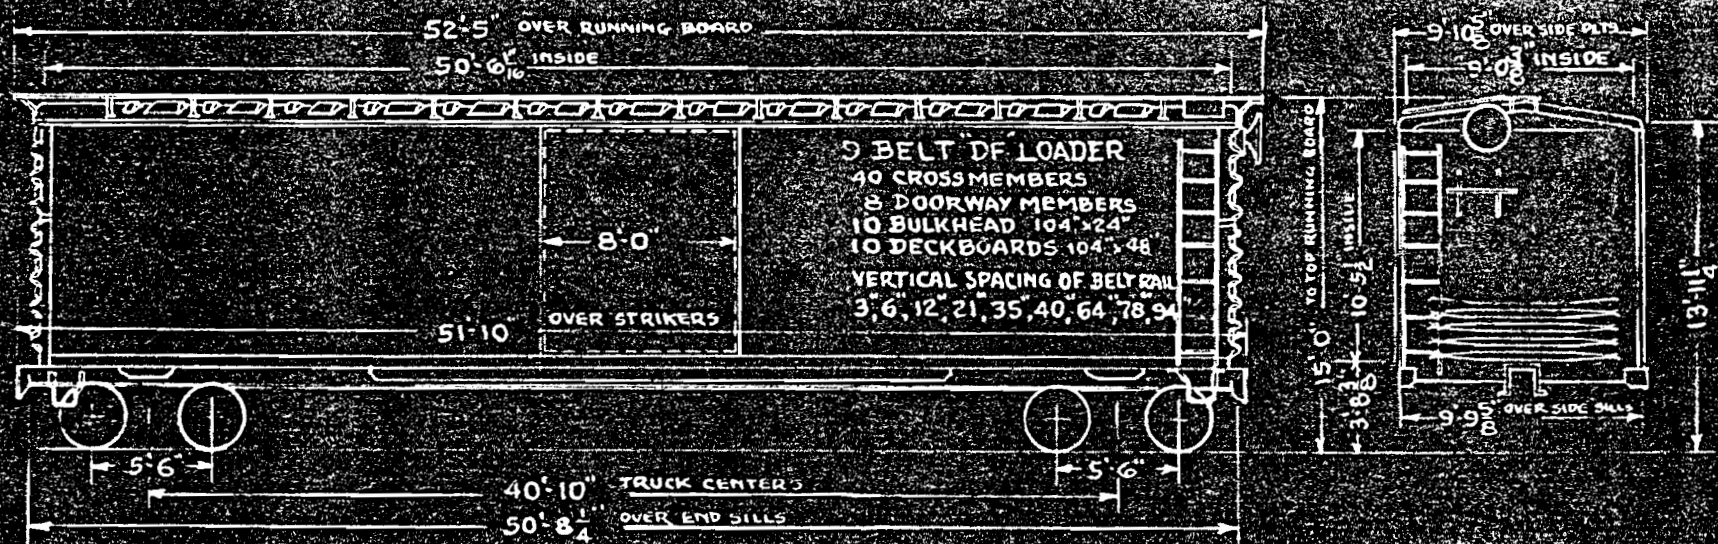 52'-5" OVER RUNNING BOARD
50'-6 5/16" INSIDE
9 BELT DF LOADER
40 CROSSMEMBERS
8 DOORWAY MEMBERS
10 BULKHEAD 104"x24"
10 DECKBOARDS 104"x48"
VERTICAL SPACING OF BELT RAIL
3", 6", 12", 21", 35", 40", 64", 78", 94"
8'-0"
51'-10" OVER STRIKERS
5'-6"
5'-6"
40'-10" TRUCK CENTERS
50'-8 1/4" OVER END SILLS
9'-10 5/8" OVER SIDE PLTS
INSIDE
15'-0" TO TOP RUNNING BOARD
10'-5 1/2" INSIDE
3'-8 3/8"
13'-11 1/4"
9'-9 5/8" OVER SIDE SILLS